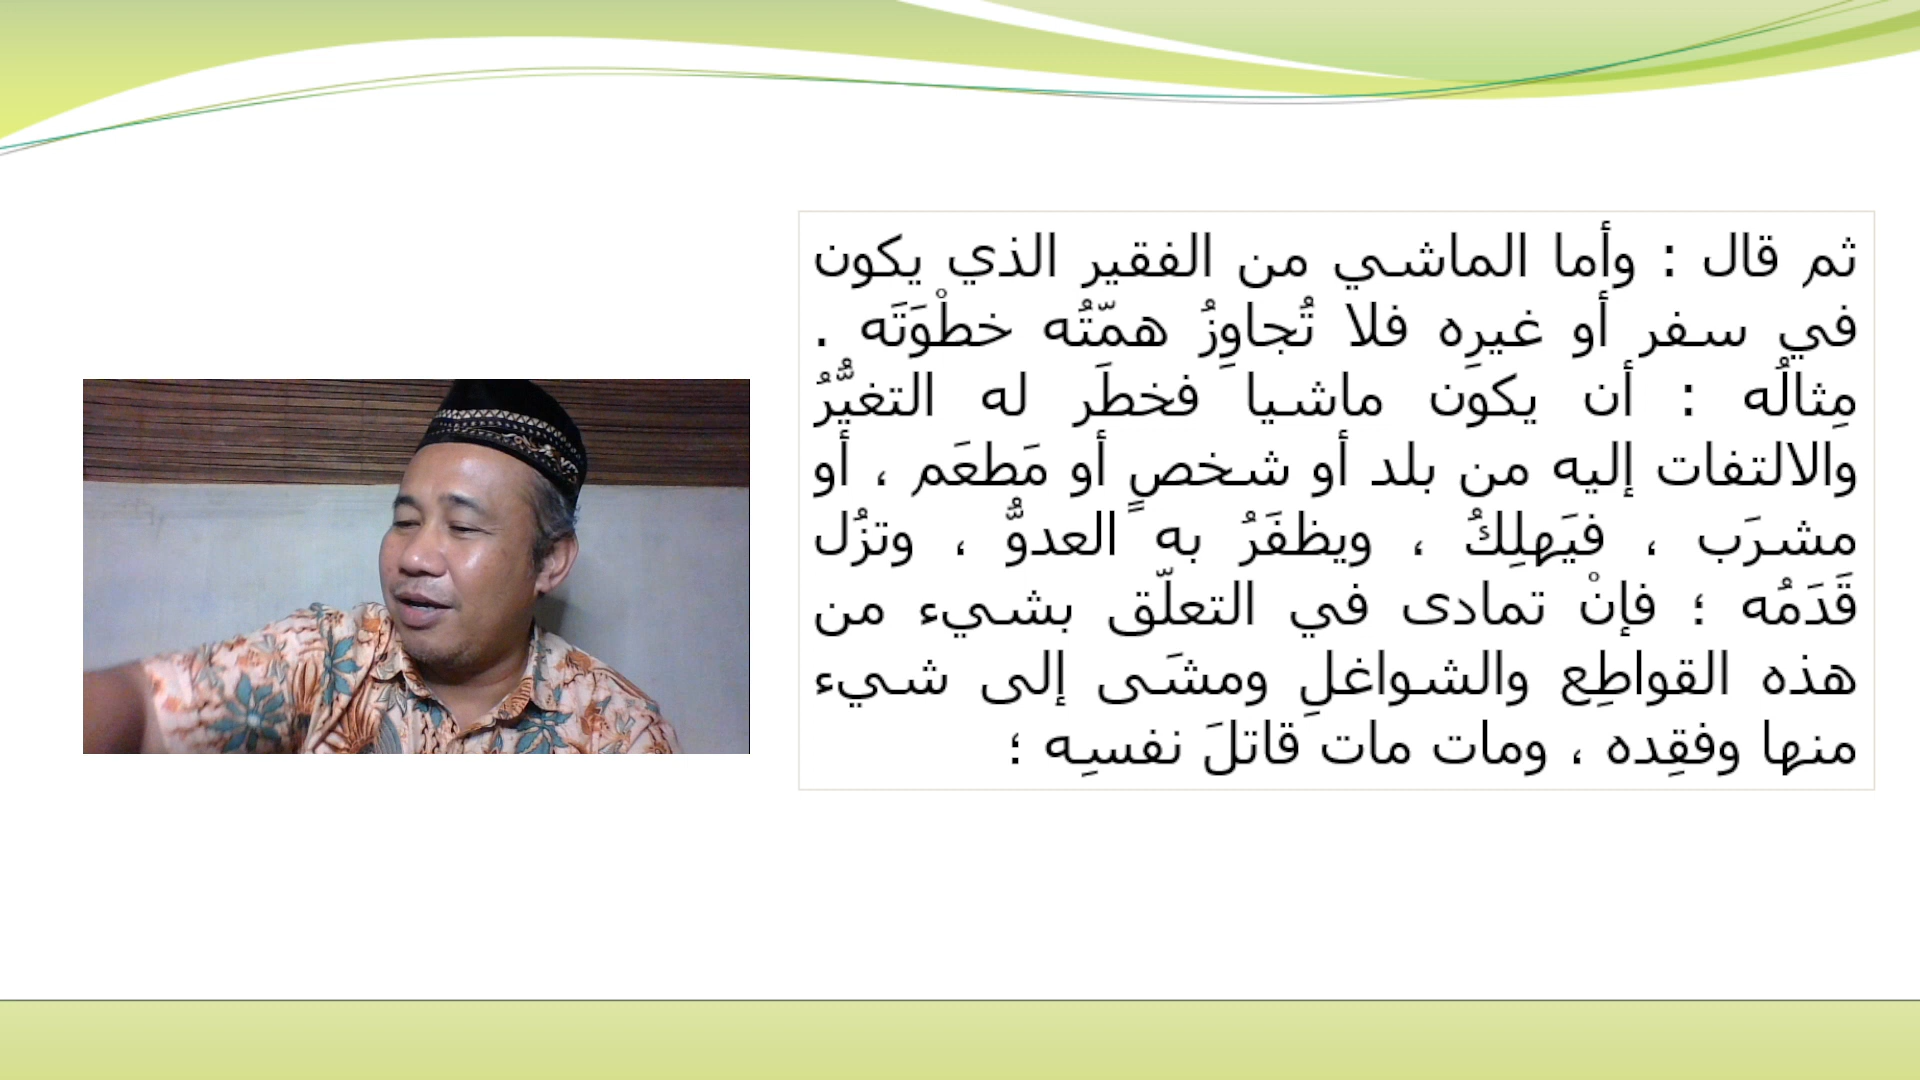 ثم قال : وأما الماشي من الفقير الذي يكون
في سفر أو غيرِه فلا تُجاوِزُ همّتُه خطْوَتَه .
مِثالُه : أن يكون ماشيا فخطَر له التغيُّرُ
والالتفات إليه من بلد أو شخصٍ أو مَطعَم ، أو
مشرَب ، فيَهلِكُ ، ويظفَرُ به العدوُّ ، وتزُل
قَدَمُه ؛ فإنْ تمادى في التعلّق بشيء من
هذه القواطِع والشواغلِ ومشَى إلى شيء
منها وفقِده ، ومات مات قاتلَ نفسِه ؛